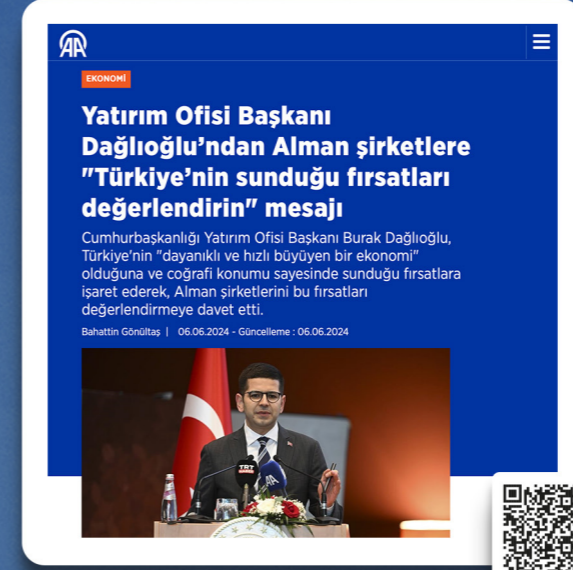 AA
EKONOMİ
Yatırım Ofisi Başkanı
Dağlıoğlu’ndan Alman şirketlere
"Türkiye’nin sunduğu fırsatları
değerlendirin" mesajı
Cumhurbaşkanlığı Yatırım Ofisi Başkanı Burak Dağlıoğlu,
Türkiye'nin "dayanıklı ve hızlı büyüyen bir ekonomi"
olduğuna ve coğrafi konumu sayesinde sunduğu fırsatlara
işaret ederek, Alman şirketlerini bu fırsatları
değerlendirmeye davet etti.
Bahattin Gönültaş | 06.06.2024 - Güncelleme : 06.06.2024
TRT
AA